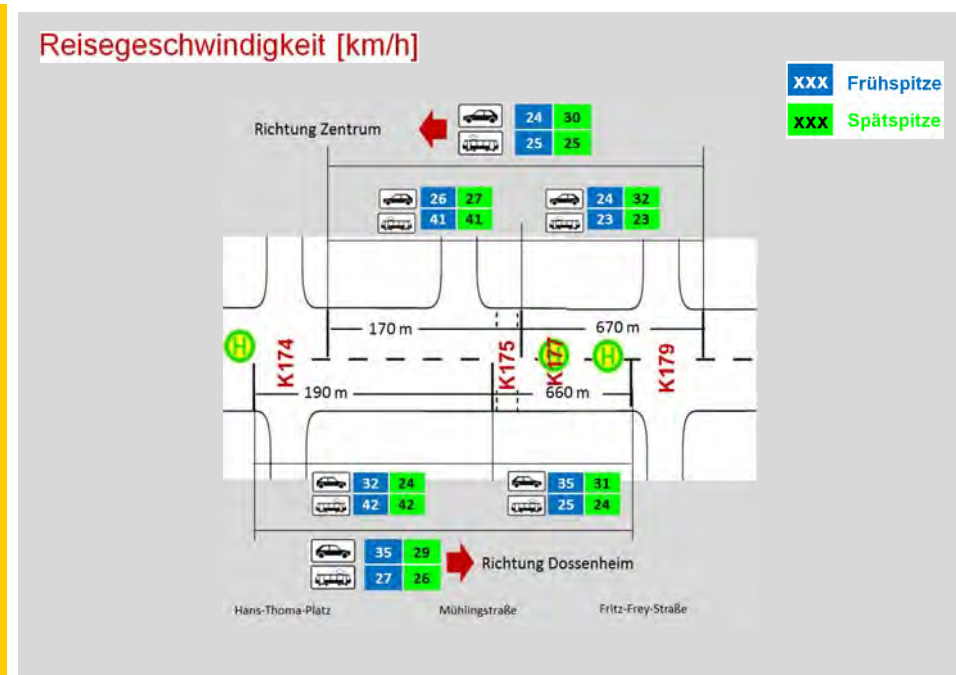 Reisegeschwindigkeit [km/h]
xxx Frühspitze
xxx Spätspitze
Richtung Zentrum
24 30
25 25
26 27
41 41
24 32
23 23
170 m
670 m
H
K174
K175
H
K177
H
K179
190 m
660 m
32 24
42 42
35 31
25 24
35 29
27 26
Richtung Dossenheim
Hans-Thoma-Platz
Mühlingstraße
Fritz-Frey-Straße